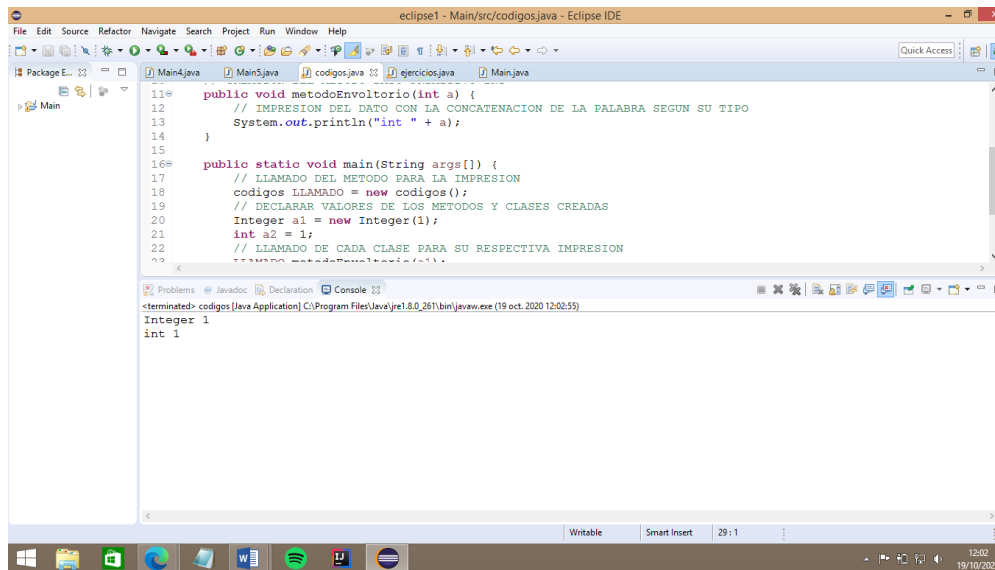 eclipse1 - Main/src/codigos.java - Eclipse IDE
File Edit Source Refactor Navigate Search Project Run Window Help
Quick Access
Package E...
Main4.java Main5.java codigos.java ejercicios.java Main.java
Main
11 public void metodoEnvoltorio(int a) {
12 // IMPRESION DEL DATO CON LA CONCATENACION DE LA PALABRA SEGUN SU TIPO
13 System.out.println("int " + a);
14 }
15
16 public static void main(String args[]) {
17 // LLAMADO DEL METODO PARA LA IMPRESION
18 codigos LLAMADO = new codigos();
19 // DECLARAR VALORES DE LOS METODOS Y CLASES CREADAS
20 Integer a1 = new Integer(1);
21 int a2 = 1;
22 // LLAMADO DE CADA CLASE PARA SU RESPECTIVA IMPRESION
23 LLAMADO.metodoEnvoltorio(a1);
Problems Javadoc Declaration Console
<terminated> codigos [Java Application] C:\Program Files\Java\jre1.8.0_261\bin\javaw.exe (19 oct. 2020 12:02:55)
Integer 1
int 1
Writable Smart Insert 29 : 1
12:02
19/10/202